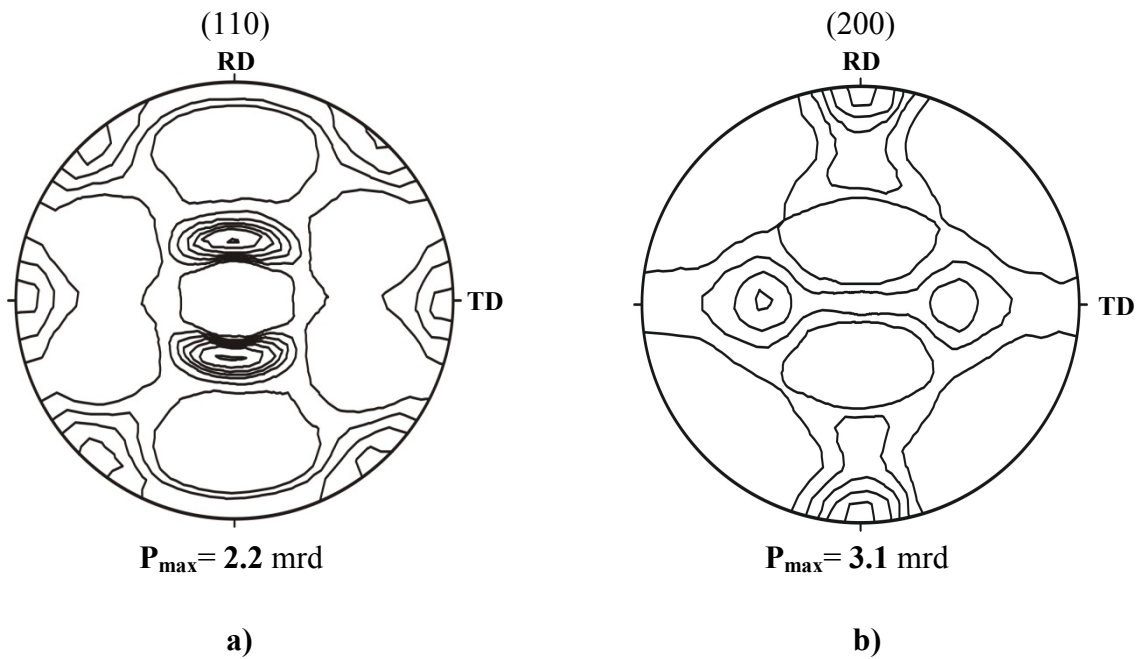 (110)
RD
TD
P_max= 2.2 mrd
a)
(200)
RD
TD
P_max= 3.1 mrd
b)